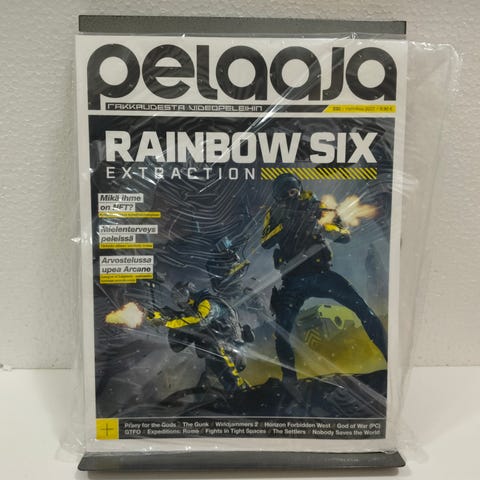 pelaaja
RAKKAUDESTA VIDEOPELEIHIN
RAINBOW SIX
EXTRACTION
Mikä ihme
on NFT?
Mielenterveys
peleissä
Arvostelussa
upea Arcane
Praey for the Gods / The Gunk / Windjammers 2 / Horizon Forbidden West / God of War (PC)
GTFO / Expeditions: Rome / Fights in Tight Spaces / The Settlers / Nobody Saves the World